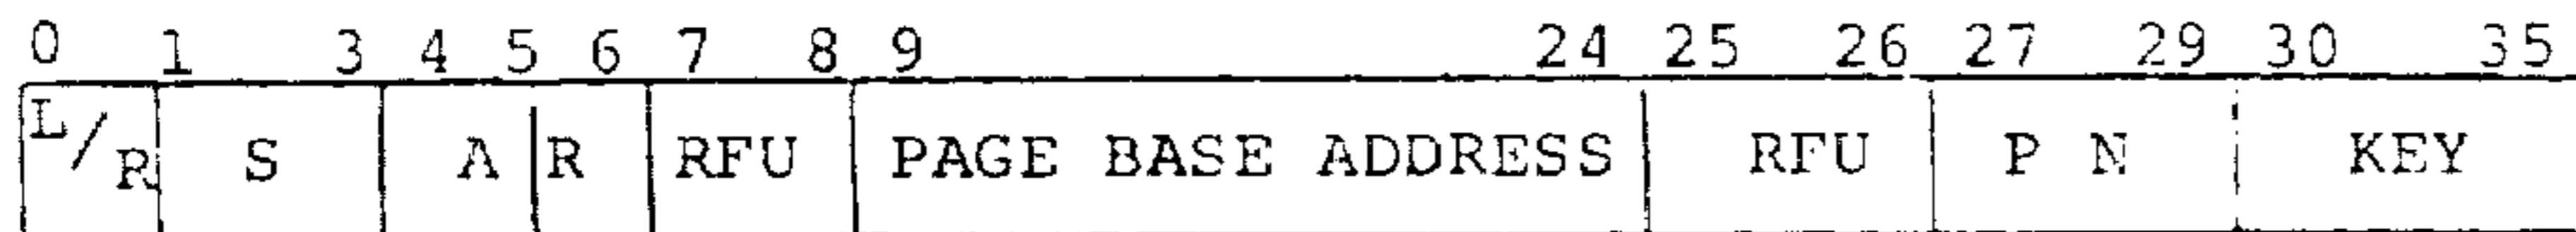 0 1 3 4 5 6 7 8 9 24 25 26 27 29 30 35
L/R S A R RFU PAGE BASE ADDRESS RFU P N KEY